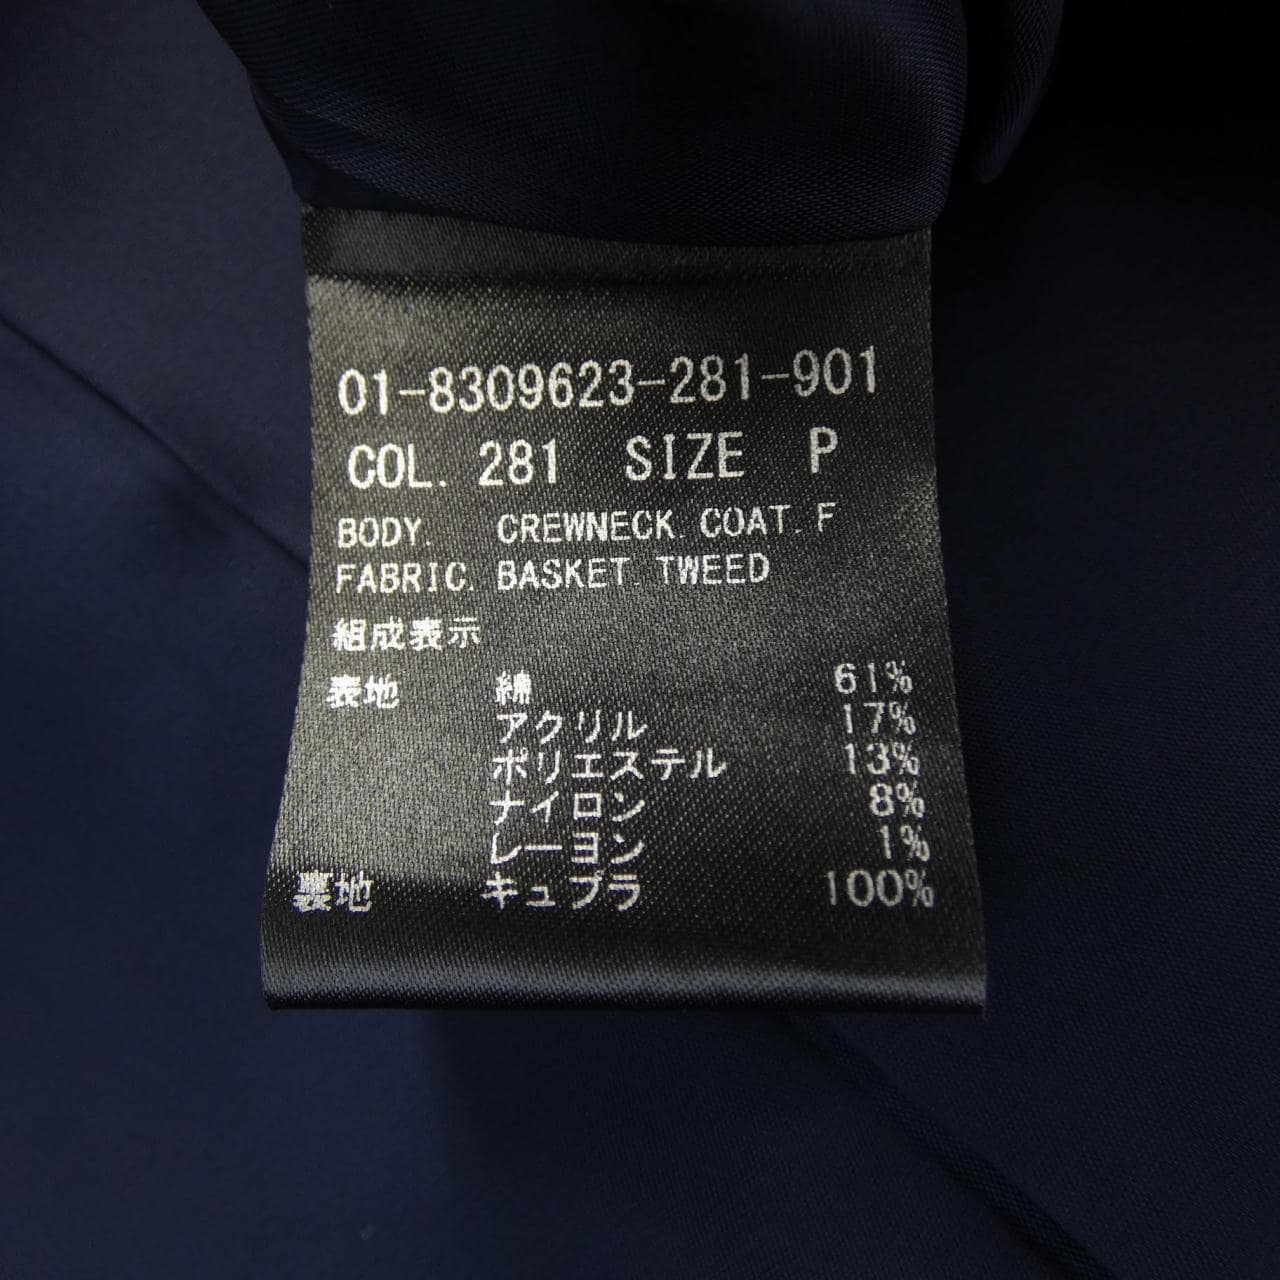 01-8309623-281-901
COL. 281 SIZE P
BODY. CREWNECK.COAT.F
FABRIC. BASKET.TWEED
組成表示
表地 綿 61%
アクリル 17%
ポリエステル 13%
ナイロン 8%
レーヨン 1%
裏地 キュプラ 100%